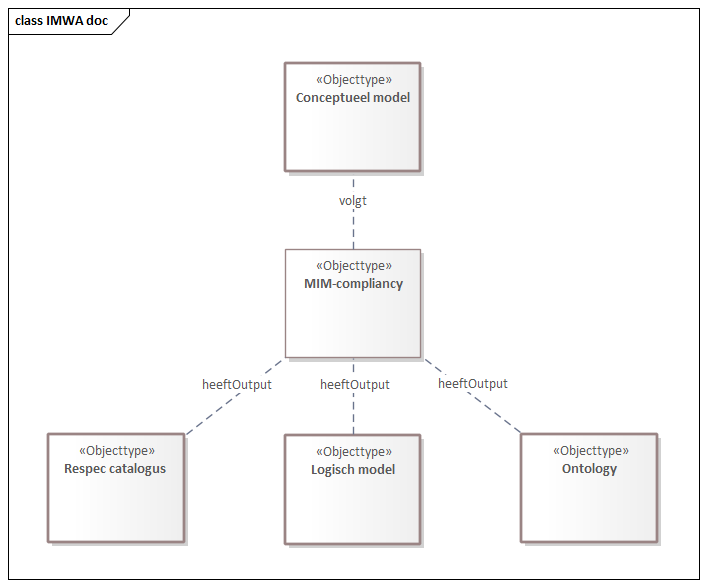 class IMWA doc
«Objecttype»
Conceptueel model
volgt
«Objecttype»
MIM-compliancy
heeftOutput
heeftOutput
heeftOutput
«Objecttype»
Respec catalogus
«Objecttype»
Logisch model
«Objecttype»
Ontology